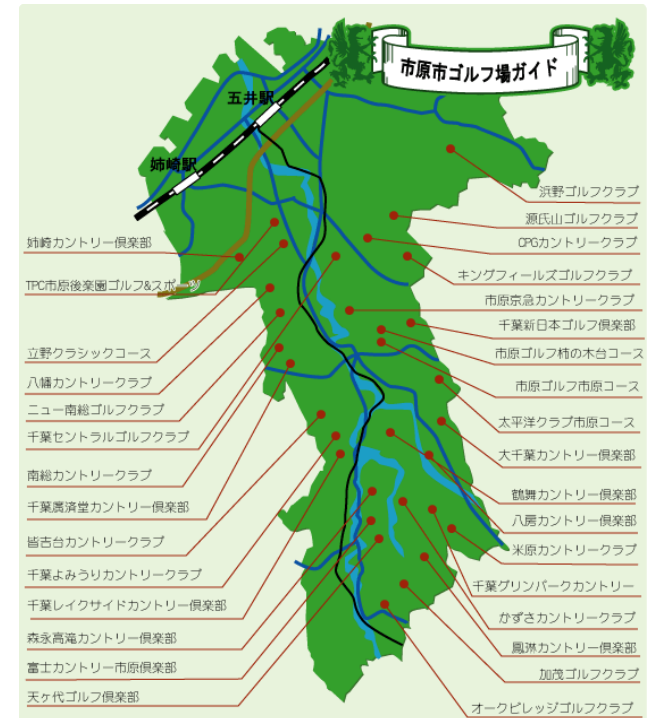 市原市ゴルフ場ガイド
五井駅
姉崎駅
姉崎カントリー倶楽部
TPC市原後楽園ゴルフ&スポーツ
立野クラシックコース
八幡カントリークラブ
ニュー南総ゴルフクラブ
千葉セントラルゴルフクラブ
南総カントリークラブ
千葉廣済堂カントリー倶楽部
皆吉台カントリークラブ
千葉よみうりカントリークラブ
千葉レイクサイドカントリー倶楽部
森永高滝カントリー倶楽部
富士カントリー市原倶楽部
天ヶ代ゴルフ倶楽部
浜野ゴルフクラブ
源氏山ゴルフクラブ
CPGカントリークラブ
キングフィールズゴルフクラブ
市原京急カントリークラブ
千葉新日本ゴルフ倶楽部
市原ゴルフ柿の木台コース
市原ゴルフ市原コース
太平洋クラブ市原コース
大千葉カントリー倶楽部
鶴舞カントリー倶楽部
八房カントリー倶楽部
米原カントリークラブ
千葉グリンパークカントリー
かずさカントリークラブ
鳳琳カントリー倶楽部
加茂ゴルフクラブ
オークビレッジゴルフクラブ